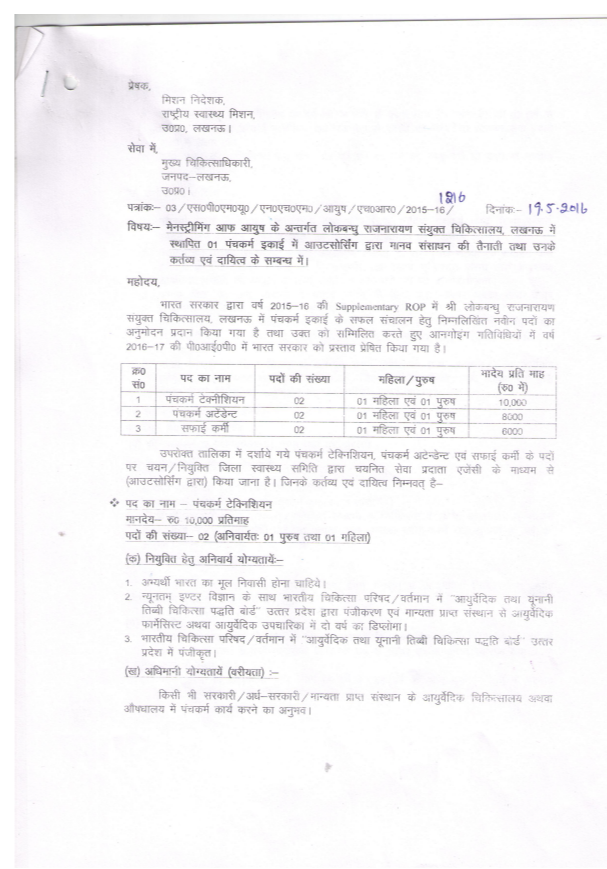 प्रेषक,
मिशन निदेशक,
राष्ट्रीय स्वास्थ्य मिशन,
उ0प्र0, लखनऊ।
सेवा में,
मुख्य चिकित्साधिकारी,
जनपद–लखनऊ,
उ0प्र0।
पत्रांकः– 03/एस0पी0एम0यू0/एन0एच0एम0/आयुष/एच0आर0/2015–16/1216 दिनांकः– 19.5-2016
विषयः– मेनस्ट्रीमिंग आफ आयुष के अन्तर्गत लोकबन्धु राजनारायण संयुक्त चिकित्सालय, लखनऊ में
स्थापित 01 पंचकर्म इकाई में आउटसोर्सिंग द्वारा मानव संसाधन की तैनाती तथा उनके
कर्तव्य एवं दायित्व के सम्बन्ध में।
महोदय,
भारत सरकार द्वारा वर्ष 2015–16 की Supplementary ROP में श्री लोकबन्धु राजनारायण
संयुक्त चिकित्सालय, लखनऊ में पंचकर्म इकाई के सफल संचालन हेतु निम्नलिखित नवीन पदों का
अनुमोदन प्रदान किया गया है तथा उक्त को सम्मिलित करते हुए आनगोइंग गतिविधियों में वर्ष
2016–17 की पी0आई0पी0 में भारत सरकार को प्रस्ताव प्रेषित किया गया है।
क्र0 सं0 पद का नाम पदों की संख्या महिला/पुरूष मानदेय प्रति माह (रु0 में)
1 पंचकर्म टेक्नीशियन 02 01 महिला एवं 01 पुरूष 10,000
2 पंचकर्म अटेंडेन्ट 02 01 महिला एवं 01 पुरूष 8000
3 सफाई कर्मी 02 01 महिला एवं 01 पुरूष 6000
उपरोक्त तालिका में दर्शाये गये पंचकर्म टेक्निशियन, पंचकर्म अटेन्डेन्ट एवं सफाई कर्मी के पदों
पर चयन/नियुक्ति जिला स्वास्थ्य समिति द्वारा चयनित सेवा प्रदाता एजेंसी के माध्यम से
(आउटसोर्सिंग द्वारा) किया जाना है। जिनके कर्तव्य एवं दायित्व निम्नवत् है–
❖ पद का नाम – पंचकर्म टेक्निशियन
मानदेय– रु0 10,000 प्रतिमाह
पदों की संख्या– 02 (अनिवार्यतः 01 पुरूष तथा 01 महिला)
(क) नियुक्ति हेतु अनिवार्य योग्यतायेंः–
1. अभ्यर्थी भारत का मूल निवासी होना चाहिये।
2. न्यूनतम् इण्टर विज्ञान के साथ भारतीय चिकित्सा परिषद/वर्तमान में "आयुर्वेदिक तथा यूनानी
तिब्बी चिकित्सा पद्धति बोर्ड" उत्तर प्रदेश द्वारा पंजीकरण एवं मान्यता प्राप्त संस्थान से आयुर्वेदिक
फार्मेसिस्ट अथवा आयुर्वेदिक उपचारिका में दो वर्ष का डिप्लोमा।
3. भारतीय चिकित्सा परिषद/वर्तमान में "आयुर्वेदिक तथा यूनानी तिब्बी चिकित्सा पद्धति बोर्ड" उत्तर
प्रदेश में पंजीकृत।
(ख) अधिमानी योग्यतायें (वरीयता) :–
किसी भी सरकारी/अर्ध–सरकारी/मान्यता प्राप्त संस्थान के आयुर्वेदिक चिकित्सालय अथवा
औषधालय में पंचकर्म कार्य करने का अनुभव।